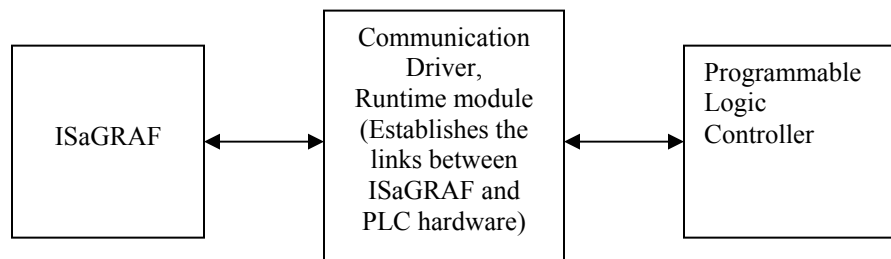 ISaGRAF
Communication
Driver,
Runtime module
(Establishes the
links between
ISaGRAF and
PLC hardware)
Programmable
Logic
Controller